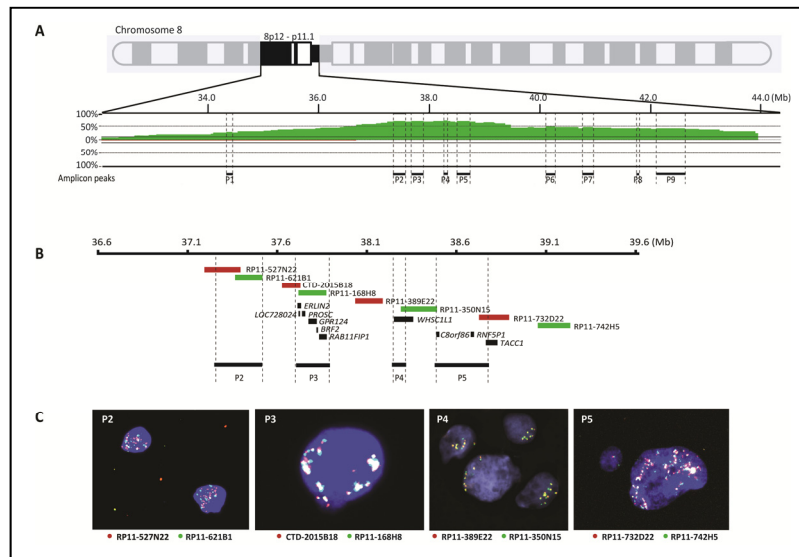 A
Chromosome 8
8p12 - p11.1
34.0 36.0 38.0 40.0 42.0 44.0 (Mb)
100%
50%
0%
50%
100%
Amplicon peaks P1 P2 P3 P4 P5 P6 P7 P8 P9
B
36.6 37.1 37.6 38.1 38.6 39.1 39.6 (Mb)
RP11-527N22
RP11-621B1
CTD-2015B18
RP11-168H8
RP11-389E22
RP11-350N15
RP11-732D22
RP11-742H5
ERLIN2
LOC728024 PROSC
GPR124
BRF2
RAB11FIP1
WHSC1L1
C8orf86 RNF5P1
TACC1
P2 P3 P4 P5
C
P2 P3 P4 P5
RP11-527N22 RP11-621B1 CTD-2015B18 RP11-168H8 RP11-389E22 RP11-350N15 RP11-732D22 RP11-742H5